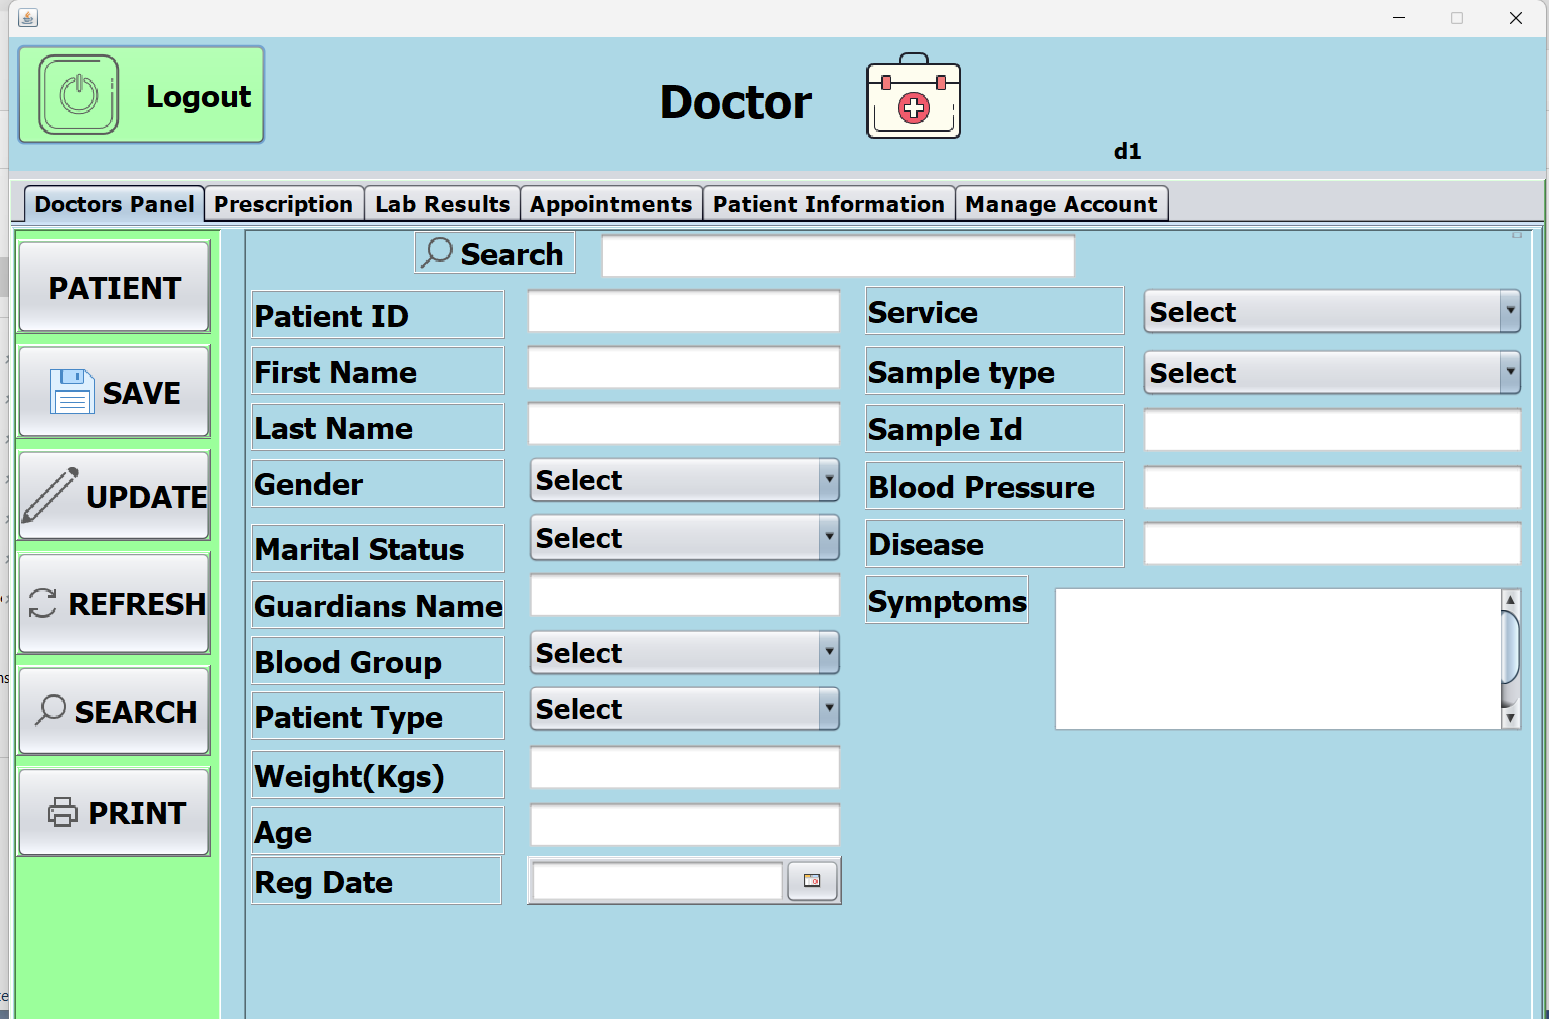 Logout
Doctor
d1
Doctors Panel Prescription Lab Results Appointments Patient Information Manage Account
PATIENT
SAVE
UPDATE
REFRESH
SEARCH
PRINT
Search
Patient ID
First Name
Last Name
Gender Select
Marital Status Select
Guardians Name
Blood Group Select
Patient Type Select
Weight(Kgs)
Age
Reg Date
Service Select
Sample type Select
Sample Id
Blood Pressure
Disease
Symptoms